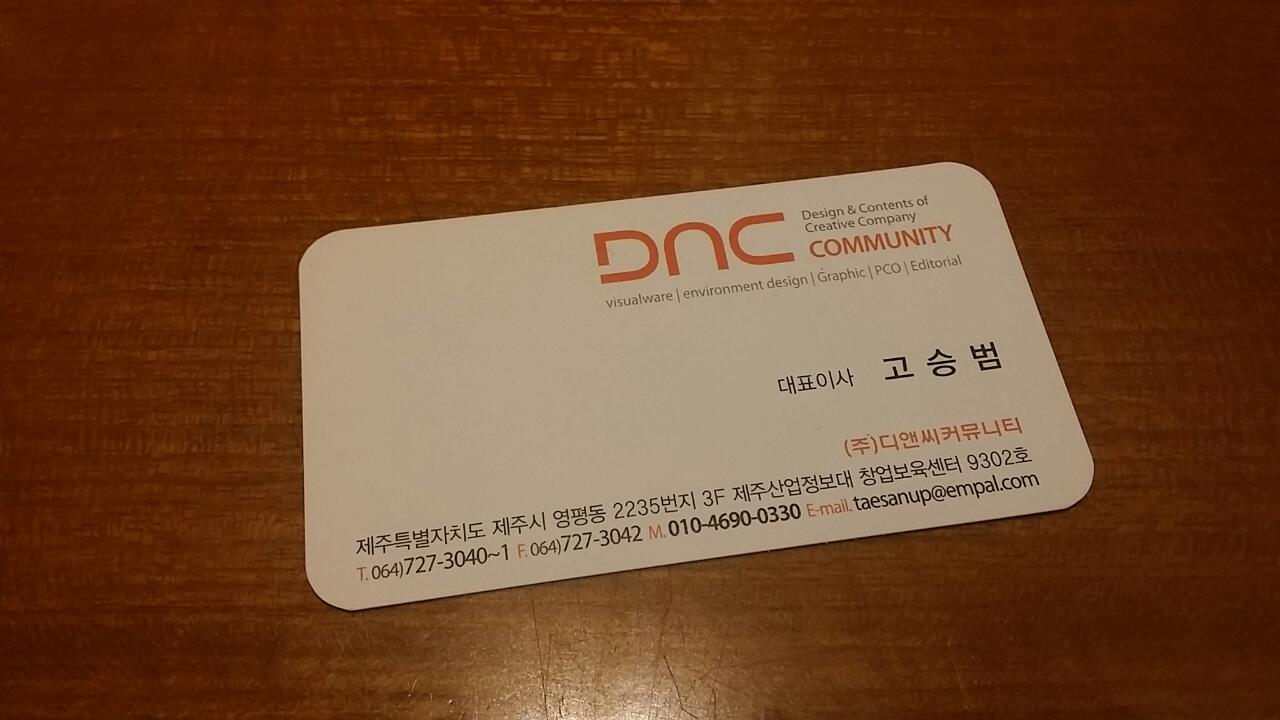 DNC
Design & Contents of
Creative Company
COMMUNITY
visualware | environment design | Graphic | PCO | Editorial
대표이사 고 승 범
(주)디앤씨커뮤니티
제주특별자치도 제주시 영평동 2235번지 3F 제주산업정보대 창업보육센터 9302호
T. 064)727-3040~1 F. 064)727-3042 M. 010-4690-0330 E-mail. taesanup@empal.com